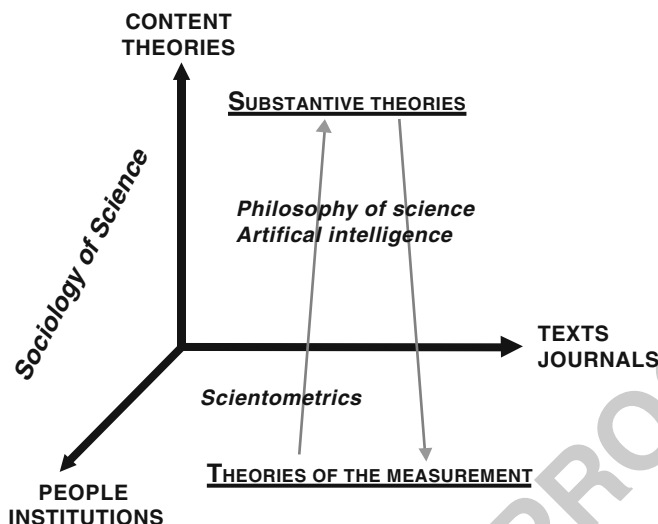 CONTENT
THEORIES
SUBSTANTIVE THEORIES
Sociology of Science
Philosophy of science
Artifical intelligence
TEXTS
JOURNALS
Scientometrics
THEORIES OF THE MEASUREMENT
PEOPLE
INSTITUTIONS
PRO